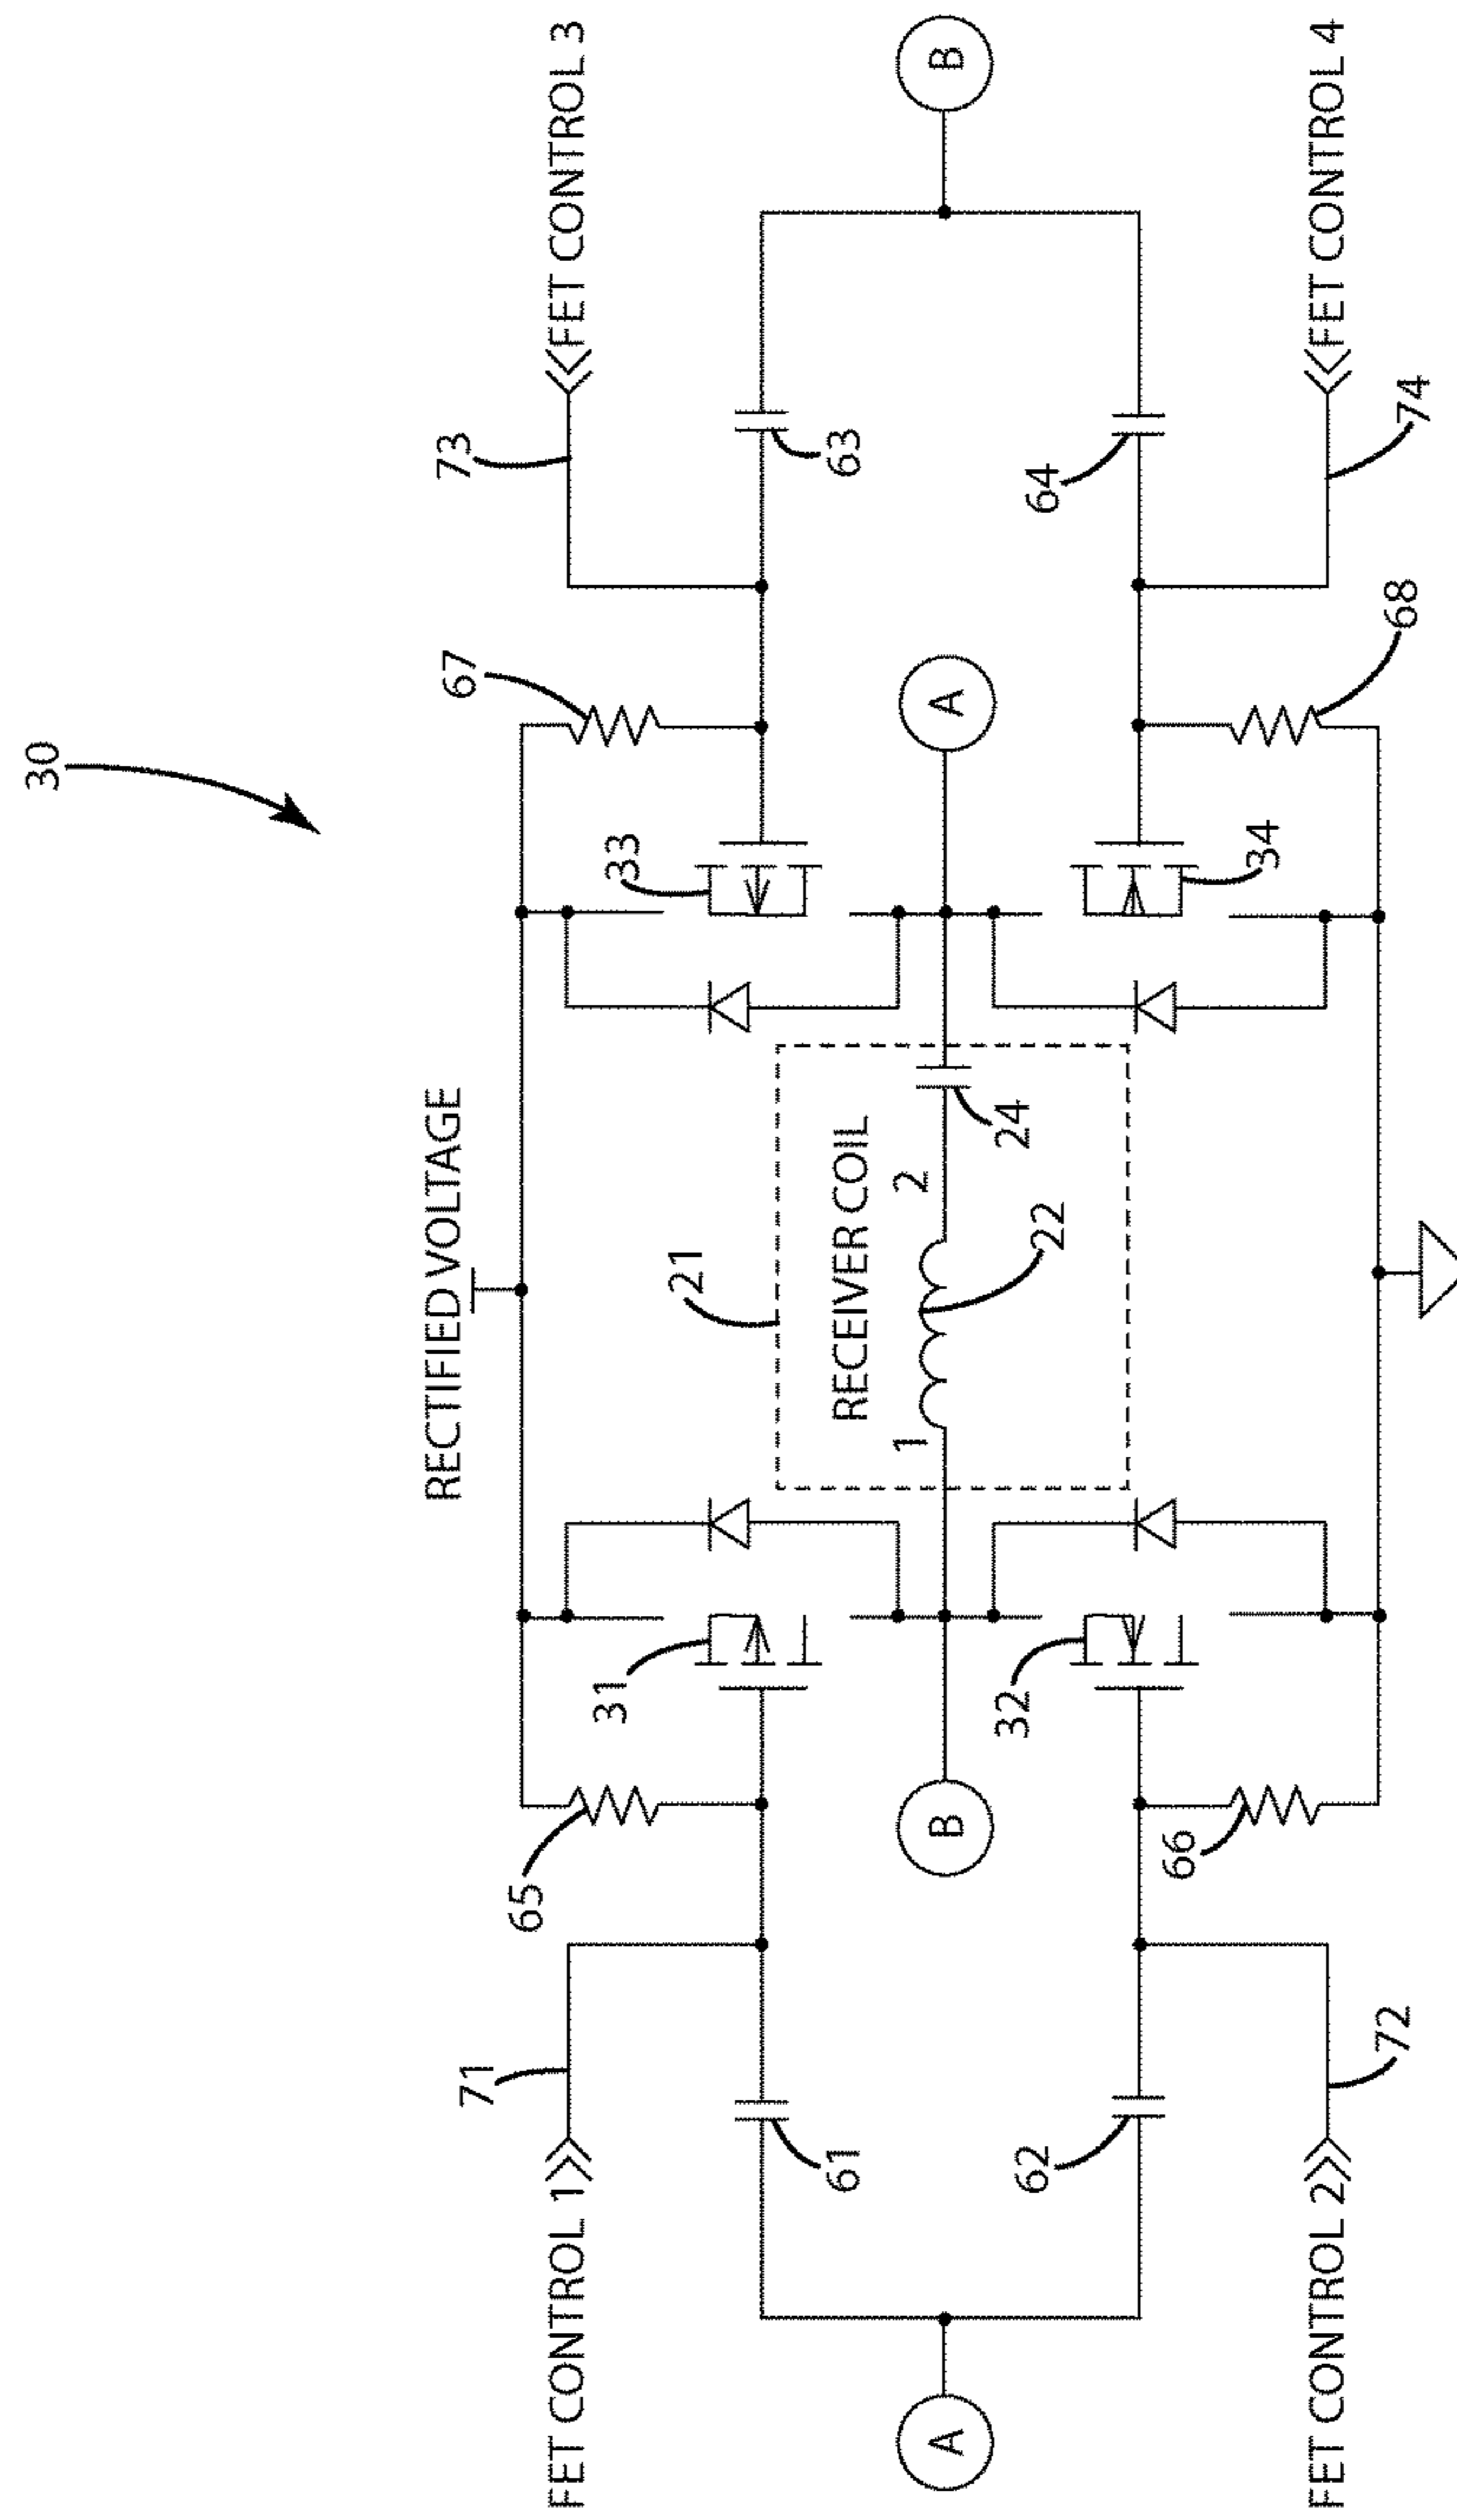 30
RECTIFIED VOLTAGE
FET CONTROL 1
71
65
67
73
FET CONTROL 3
31
33
21
61
RECEIVER COIL
63
A
B
1
2
A
B
22
24
62
32
64
66
34
FET CONTROL 2
72
68
74
FET CONTROL 4